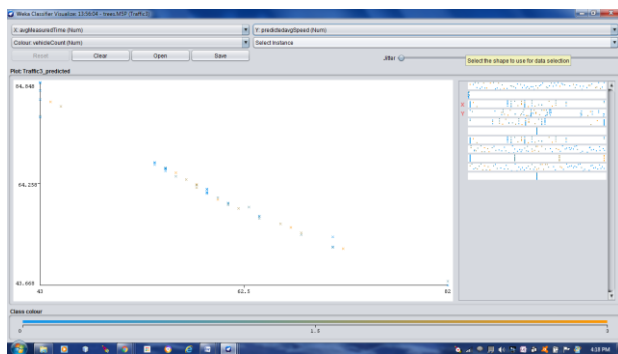 Weka Classifier Visualize: 13:36:04 - trees.M5P (Traffic3)
X: avgMeasuredTime (Num)
Y: predictedavgSpeed (Num)
Colour: vehicleCount (Num)
Select Instance
Reset
Clear
Open
Save
Jitter
Select the shape to use for data selection
Plot: Traffic3_predicted
84.848
64.258
43.668
43
62.5
82
X
Y
Class colour
0
1.5
3
4:18 PM